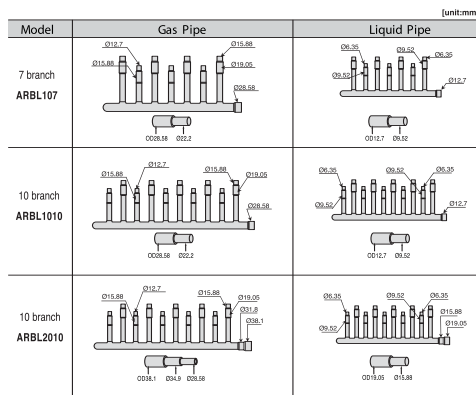 [unit:mm
Model Gas Pipe Liquid Pipe
7 branch
ARBL107
Ø12.7 Ø15.88
Ø15.88 Ø19.05
Ø28.58
OD28.58 Ø22.2
Ø6.35 Ø9.52 Ø6.35
Ø9.52
Ø12.7
OD12.7 Ø9.52
10 branch
ARBL1010
Ø12.7
Ø15.88 Ø15.88 Ø19.05
Ø28.58
OD28.58 Ø22.2
Ø6.35 Ø9.52 Ø6.35
Ø9.52 Ø12.7
OD12.7 Ø9.52
10 branch
ARBL2010
Ø12.7
Ø15.88 Ø15.88 Ø19.05
Ø31.8
Ø38.1
OD38.1 Ø34.9 Ø28.58
Ø6.35 Ø9.52 Ø6.35
Ø15.88
Ø9.52 Ø19.05
OD19.05 Ø15.88